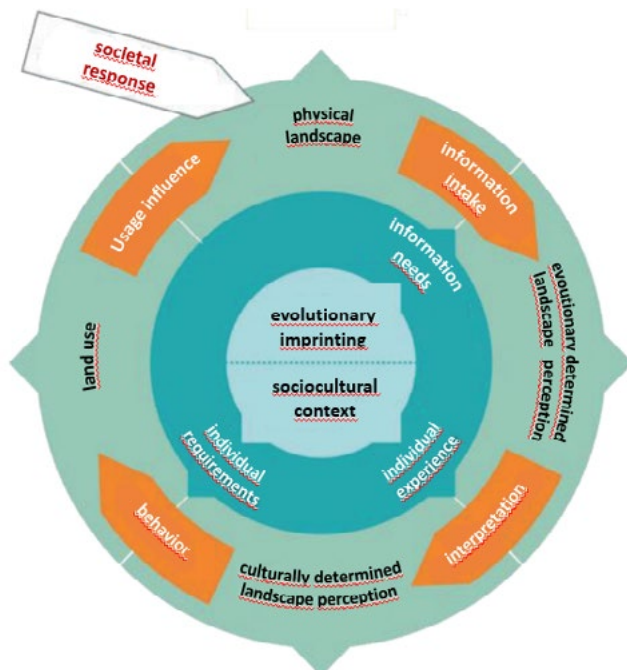 societal
response
physical
landscape
Usage influence
information
intake
information
needs
evolutionary
imprinting
sociocultural
context
evoutionary determined
landscape perception
land use
individual
requirements
individual
experience
behavior
interpretation
culturally determined
landscape perception